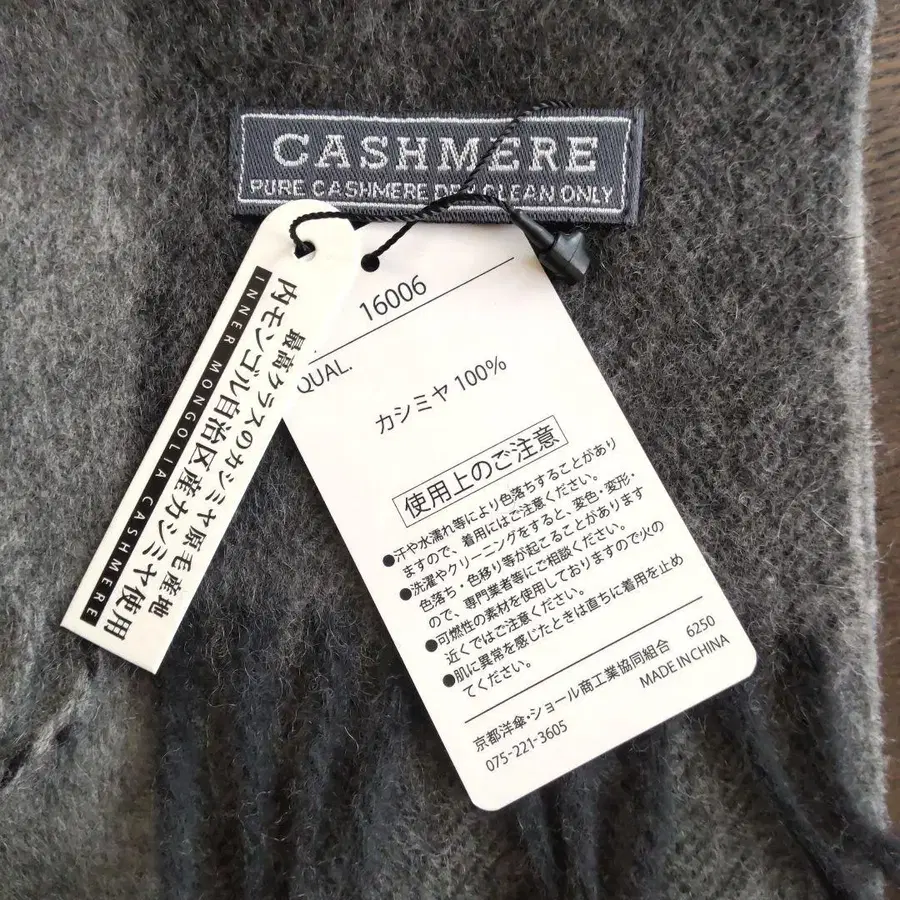 CASHMERE
PURE CASHMERE DRY CLEAN ONLY
最高クラスのカシミヤ原毛産地
内モンゴル自治区産カシミヤ使用
INNER MONGOLIA CASHMERE
16006
QUAL.
カシミヤ 100%
使用上のご注意
●汗や水濡れ等により色落ちすることがあり
ますので、着用にはご注意ください。
●洗濯やクリーニングをすると、変色・変形・
色落ち・色移り等が起こることがあります
ので、専門業者等にご相談ください。
●可燃性の素材を使用しておりますので火の
近くではご注意ください。
●肌に異常を感じたときは直ちに着用を止め
てください。
京都洋傘・ショール商工業協同組合 6250
075-221-3605 MADE IN CHINA